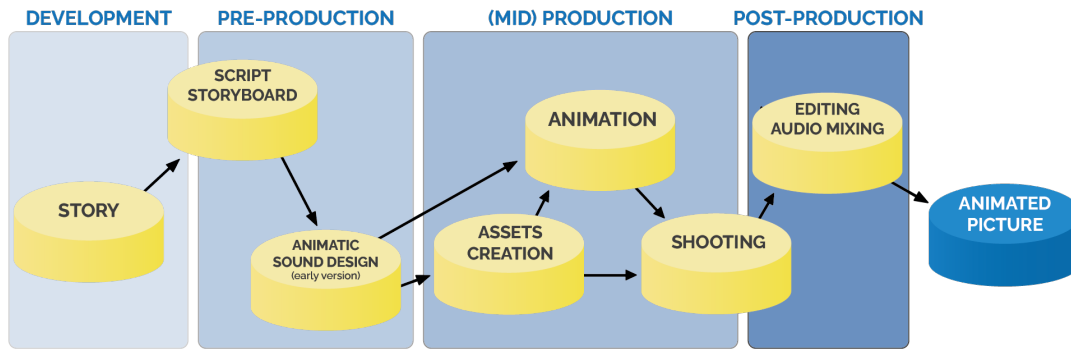 DEVELOPMENT
PRE-PRODUCTION
(MID) PRODUCTION
POST-PRODUCTION
STORY
SCRIPT
STORYBOARD
ANIMATIC
SOUND DESIGN
(early version)
ASSETS
CREATION
ANIMATION
SHOOTING
EDITING
AUDIO MIXING
ANIMATED
PICTURE